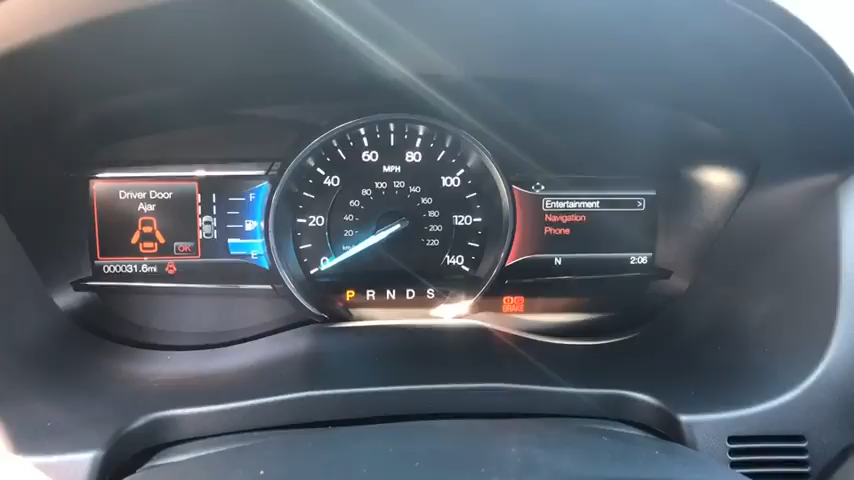 Driver Door
Ajar
OK
000031.6mi
F
E
MPH
0
20
40
60
80
100
120
140
20
40
60
80
100
120
140
160
180
200
220
P R N D S
BRAKE
Entertainment >
Navigation
Phone
N
2:06